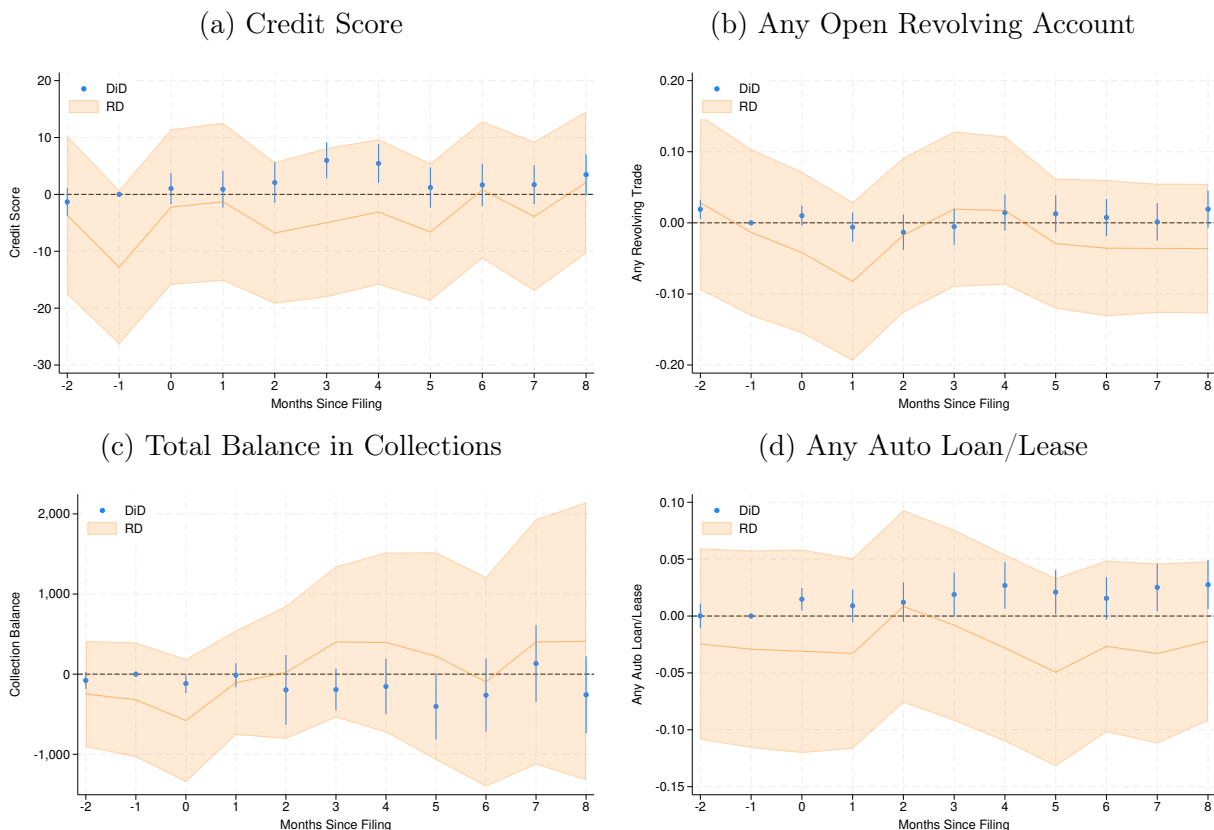 (a) Credit Score
20
10
0
-10
-20
-30
Credit Score
DiD
RD
-2 -1 0 1 2 3 4 5 6 7 8
Months Since Filing
(b) Any Open Revolving Account
0.20
0.10
0.00
-0.10
-0.20
Any Revolving Trade
DiD
RD
-2 -1 0 1 2 3 4 5 6 7 8
Months Since Filing
(c) Total Balance in Collections
2,000
1,000
0
-1,000
Collection Balance
DiD
RD
-2 -1 0 1 2 3 4 5 6 7 8
Months Since Filing
(d) Any Auto Loan/Lease
0.10
0.05
0.00
-0.05
-0.10
-0.15
Any Auto Loan/Lease
DiD
RD
-2 -1 0 1 2 3 4 5 6 7 8
Months Since Filing